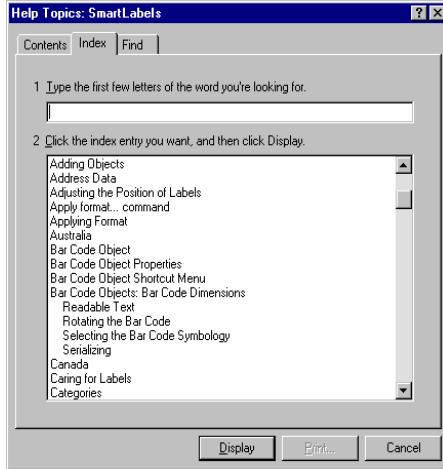 Help Topics: SmartLabels
Contents Index Find
1 Type the first few letters of the word you're looking for.
2 Click the index entry you want, and then click Display.
Adding Objects
Address Data
Adjusting the Position of Labels
Apply format... command
Applying Format
Australia
Bar Code Object
Bar Code Object Properties
Bar Code Object Shortcut Menu
Bar Code Objects: Bar Code Dimensions
Readable Text
Rotating the Bar Code
Selecting the Bar Code Symbology
Serializing
Canada
Caring for Labels
Categories
Display Print... Cancel